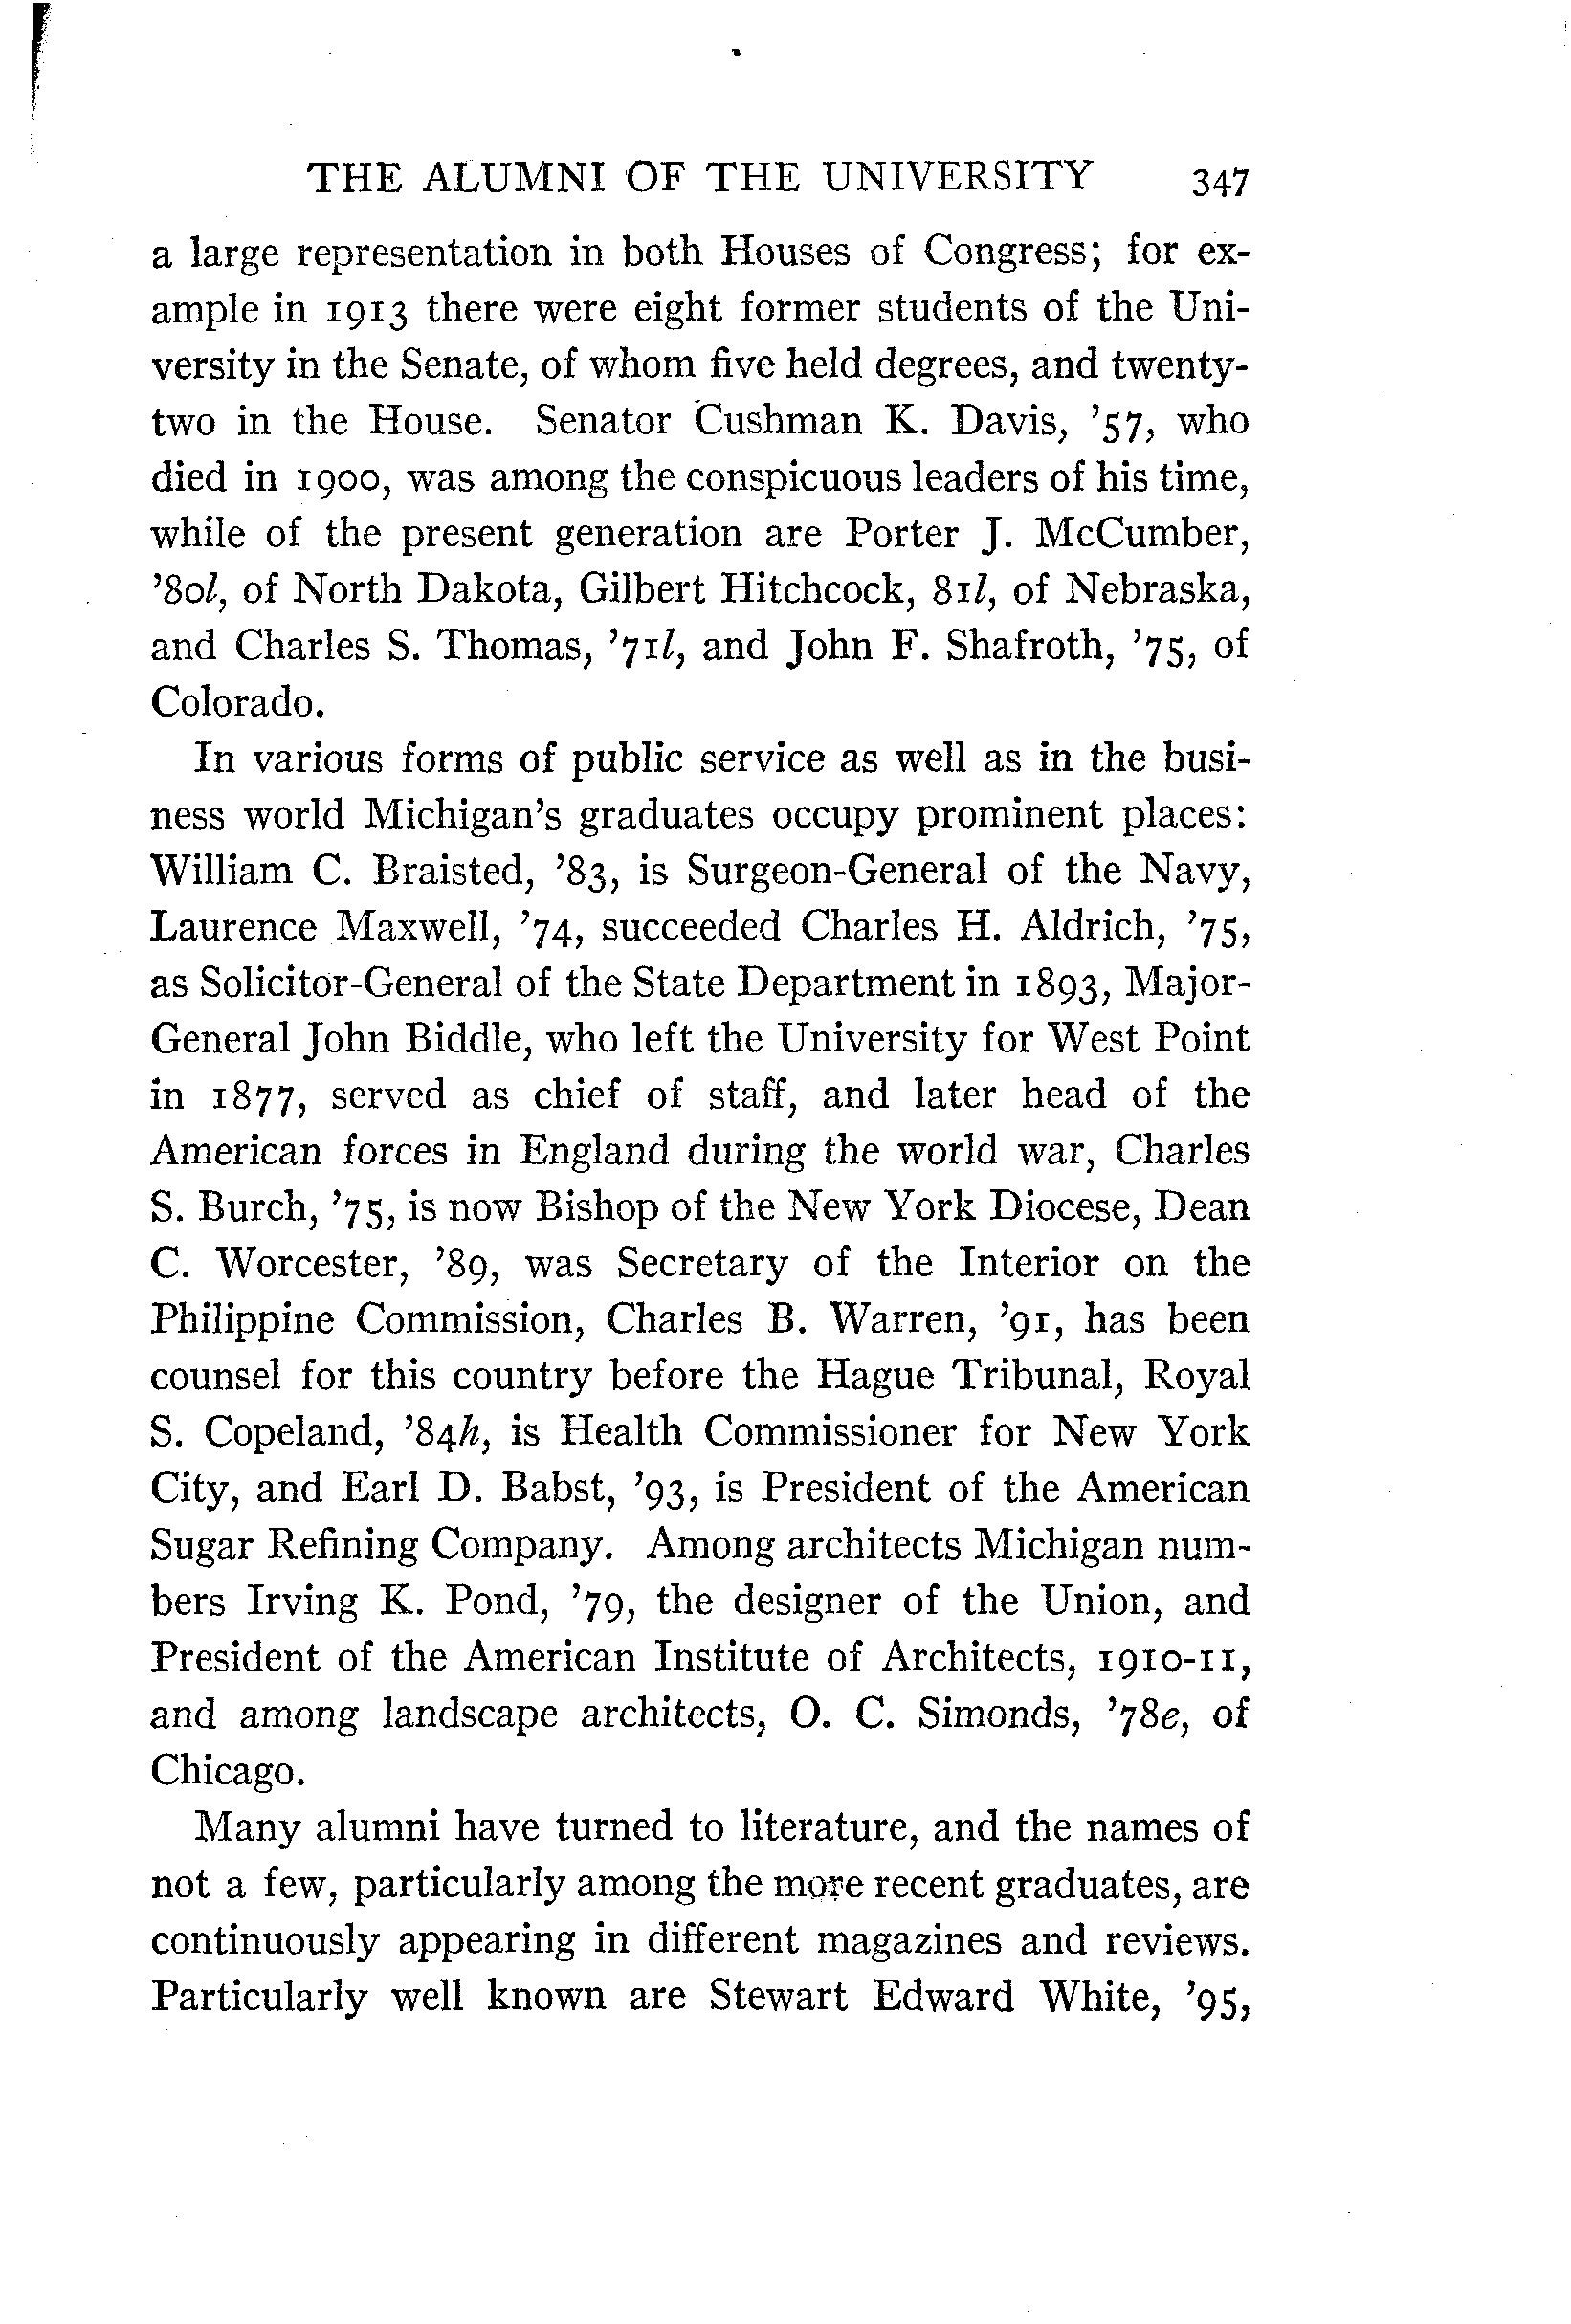 THE ALUMNI OF THE UNIVERSITY 347
a large representation in both Houses of Congress; for ex-
ample in 1913 there were eight former students of the Uni-
versity in the Senate, of whom five held degrees, and twenty-
two in the House. Senator Cushman K. Davis, '57, who
died in 1900, was among the conspicuous leaders of his time,
while of the present generation are Porter J. McCumber,
'80l, of North Dakota, Gilbert Hitchcock, 81l, of Nebraska,
and Charles S. Thomas, '71l, and John F. Shafroth, '75, of
Colorado.
In various forms of public service as well as in the busi-
ness world Michigan's graduates occupy prominent places:
William C. Braisted, '83, is Surgeon-General of the Navy,
Laurence Maxwell, '74, succeeded Charles H. Aldrich, '75,
as Solicitor-General of the State Department in 1893, Major-
General John Biddle, who left the University for West Point
in 1877, served as chief of staff, and later head of the
American forces in England during the world war, Charles
S. Burch, '75, is now Bishop of the New York Diocese, Dean
C. Worcester, '89, was Secretary of the Interior on the
Philippine Commission, Charles B. Warren, '91, has been
counsel for this country before the Hague Tribunal, Royal
S. Copeland, '84h, is Health Commissioner for New York
City, and Earl D. Babst, '93, is President of the American
Sugar Refining Company. Among architects Michigan num-
bers Irving K. Pond, '79, the designer of the Union, and
President of the American Institute of Architects, 1910-11,
and among landscape architects, O. C. Simonds, '78e, of
Chicago.
Many alumni have turned to literature, and the names of
not a few, particularly among the more recent graduates, are
continuously appearing in different magazines and reviews.
Particularly well known are Stewart Edward White, '95,